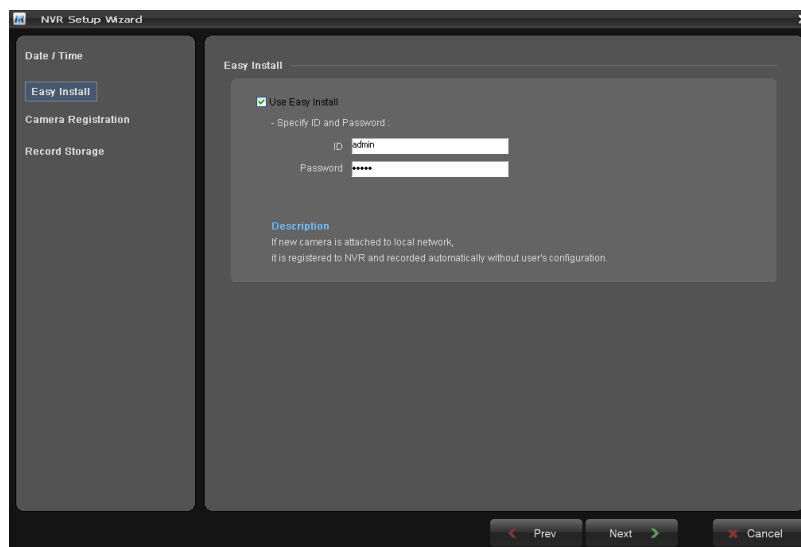 NVR Setup Wizard
Date / Time
Easy Install
Camera Registration
Record Storage
Easy Install
Use Easy Install
- Specify ID and Password :
ID admin
Password •••••
Description
If new camera is attached to local network,
it is registered to NVR and recorded automatically without user's configuration.
Prev Next Cancel